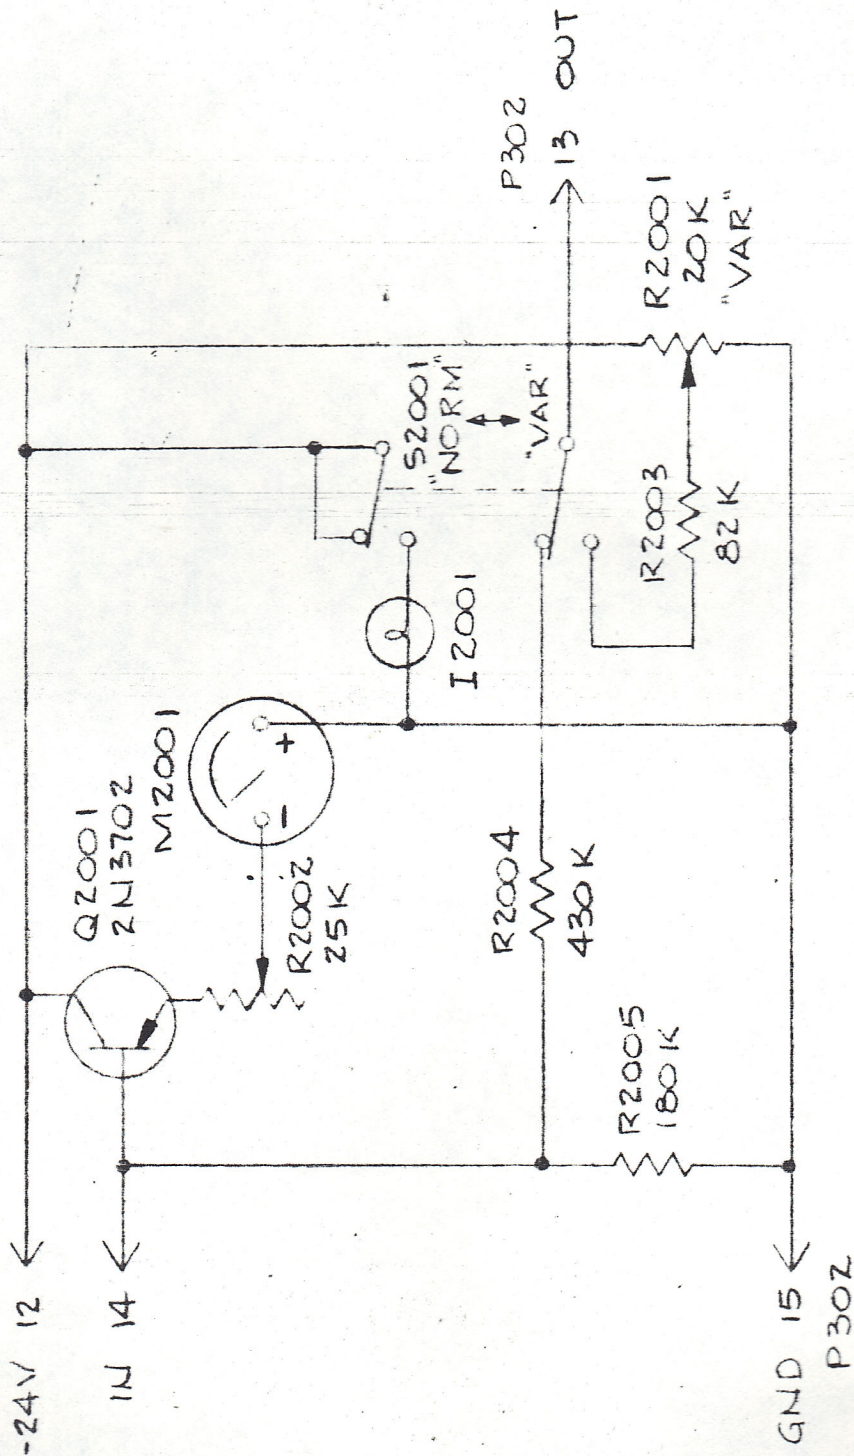 -24V 12
IN 14
GND 15
P302
Q2001
2N3702
M2001
R2002
25K
-
+
I2001
S2001
"NORM"
"VAR"
P302
13 OUT
R2001
20K
"VAR"
R2003
82K
R2004
430K
R2005
180K